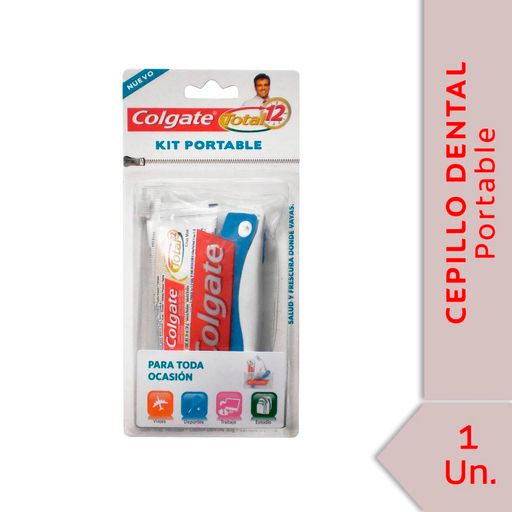 NUEVO
Colgate Total 12
KIT PORTABLE
SALUD Y FRESCURA DONDE VAYAS.
Total 12
Colgate
Colgate
PARA TODA
OCASIÓN
Viajes
Deportes
Trabajo
Estudio
CEPILLO DENTAL
Portable
1
Un.